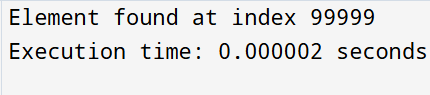 Element found at index 99999
Execution time: 0.000002 seconds